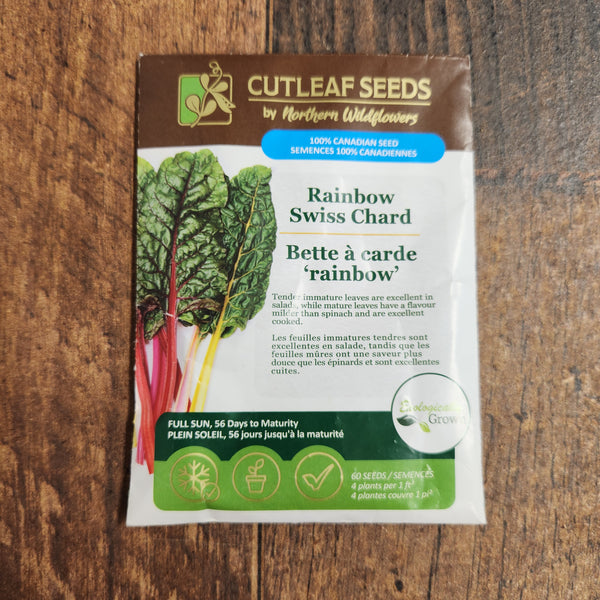 CUTLEAF SEEDS
by Northern Wildflowers
100% CANADIAN SEED
SEMENCES 100% CANADIENNES
Rainbow
Swiss Chard
Bette à carde
‘rainbow’
Tender immature leaves are excellent in
salads, while mature leaves have a flavour
milder than spinach and are excellent
cooked.
Les feuilles immatures tendres sont
excellentes en salade, tandis que les
feuilles mûres ont une saveur plus
douce que les épinards et sont excellentes
cuites.
Ecologically
Grown
FULL SUN, 56 Days to Maturity
PLEIN SOLEIL, 56 jours jusqu'à la maturité
60 SEEDS / SEMENCES
4 plants per 1 ft²
4 plantes couvre 1 pi²